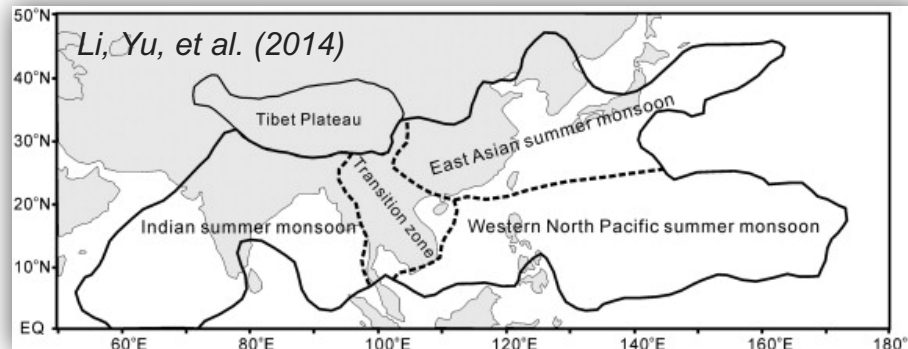 50°N
Li, Yu, et al. (2014)
40°N
Tibet Plateau
East Asian summer monsoon
30°N
Transition zone
20°N
Indian summer monsoon
Western North Pacific summer monsoon
10°N
EQ
60°E 80°E 100°E 120°E 140°E 160°E 180°